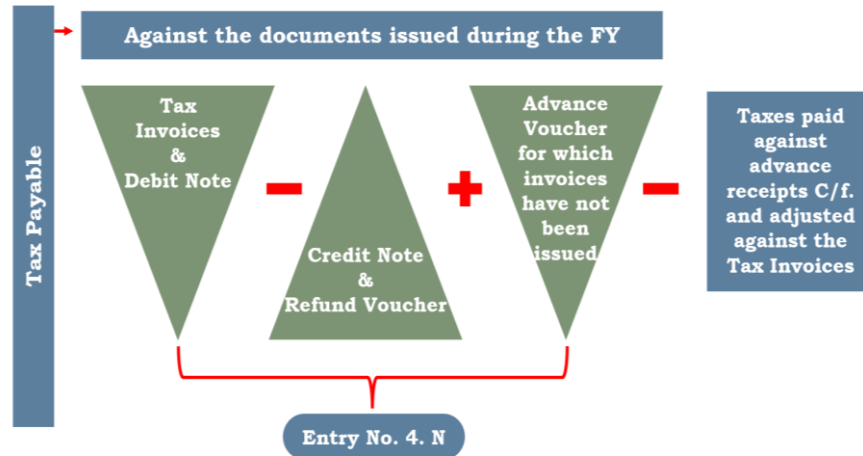 Tax Payable
Against the documents issued during the FY
Tax
Invoices
&
Debit Note
Credit Note
&
Refund Voucher
Advance
Voucher
for which
invoices
have not
been
issued
Taxes paid
against
advance
receipts C/f.
and adjusted
against the
Tax Invoices
Entry No. 4. N